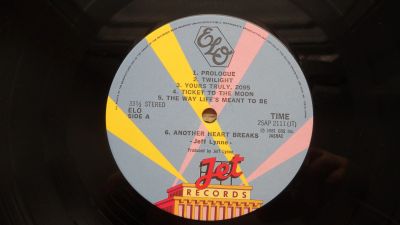 ELO
1. PROLOGUE
2. TWILIGHT
3. YOURS TRULY, 2095
4. TICKET TO THE MOON
5. THE WAY LIFE'S MEANT TO BE
33⅓ STEREO
ELO
SIDE A
TIME
25AP 2111(JT)
JASRAC
6. ANOTHER HEART BREAKS
-Jeff Lynne-
Produced by Jeff Lynne
Jet
RECORDS